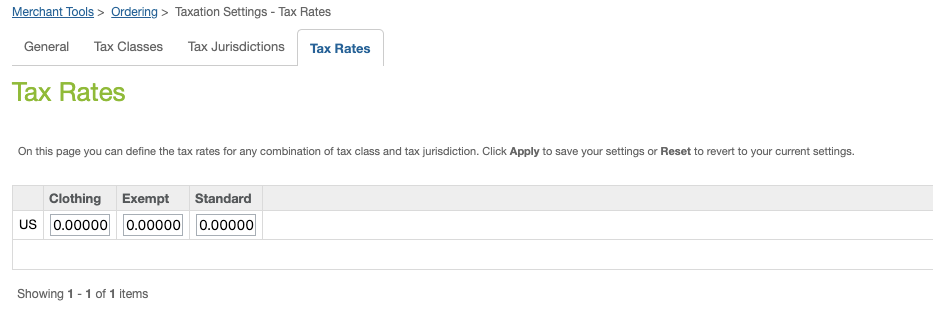 Merchant Tools > Ordering > Taxation Settings - Tax Rates
General Tax Classes Tax Jurisdictions Tax Rates
Tax Rates
On this page you can define the tax rates for any combination of tax class and tax jurisdiction. Click Apply to save your settings or Reset to revert to your current settings.
Clothing Exempt Standard
US 0.00000 0.00000 0.00000
Showing 1 - 1 of 1 items